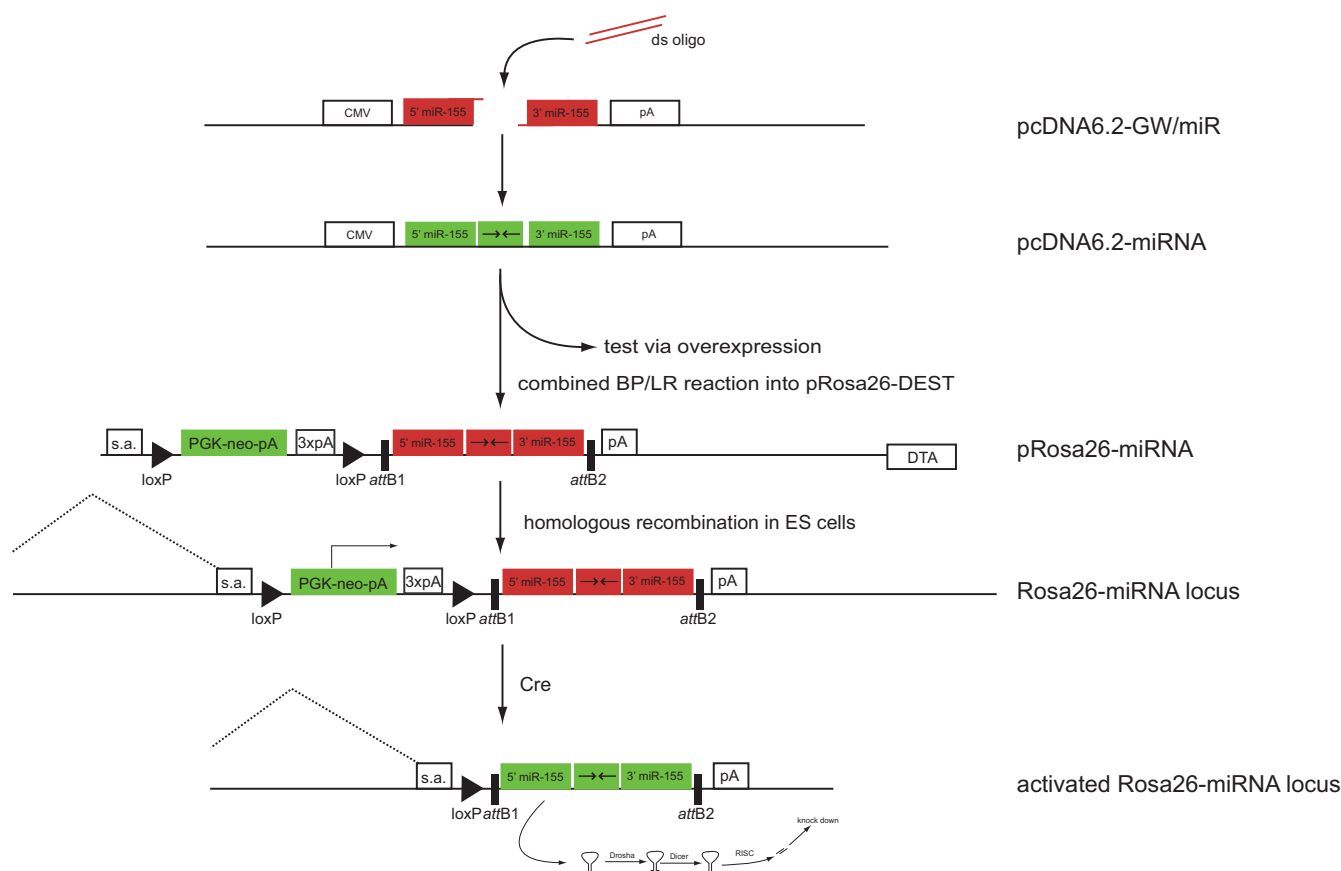 ds oligo
CMV
5' miR-155
3' miR-155
pA
pcDNA6.2-GW/miR
CMV
5' miR-155
3' miR-155
pA
pcDNA6.2-miRNA
test via overexpression
combined BP/LR reaction into pRosa26-DEST
s.a.
PGK-neo-pA
3xpA
5' miR-155
3' miR-155
pA
DTA
pRosa26-miRNA
loxP
loxP
attB1
attB2
homologous recombination in ES cells
s.a.
PGK-neo-pA
3xpA
5' miR-155
3' miR-155
pA
Rosa26-miRNA locus
loxP
loxP
attB1
attB2
Cre
s.a.
5' miR-155
3' miR-155
pA
activated Rosa26-miRNA locus
loxP
attB1
attB2
knock down
Drosha
Dicer
RISC